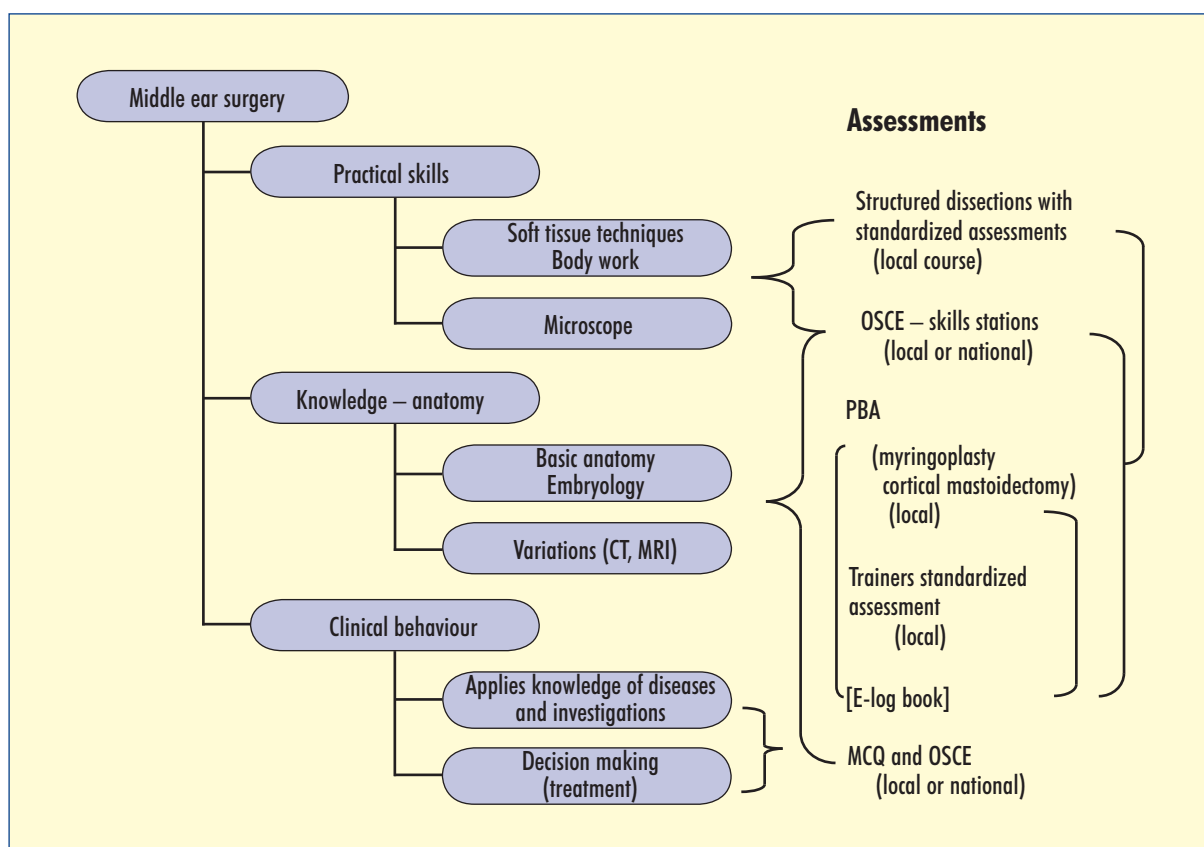 Middle ear surgery
Practical skills
Soft tissue techniques
Body work
Microscope
Knowledge – anatomy
Basic anatomy
Embryology
Variations (CT, MRI)
Clinical behaviour
Applies knowledge of diseases
and investigations
Decision making
(treatment)
Assessments
Structured dissections with
standardized assessments
(local course)
OSCE – skills stations
(local or national)
PBA
(myringoplasty
cortical mastoidectomy)
(local)
Trainers standardized
assessment
(local)
[E-log book]
MCQ and OSCE
(local or national)